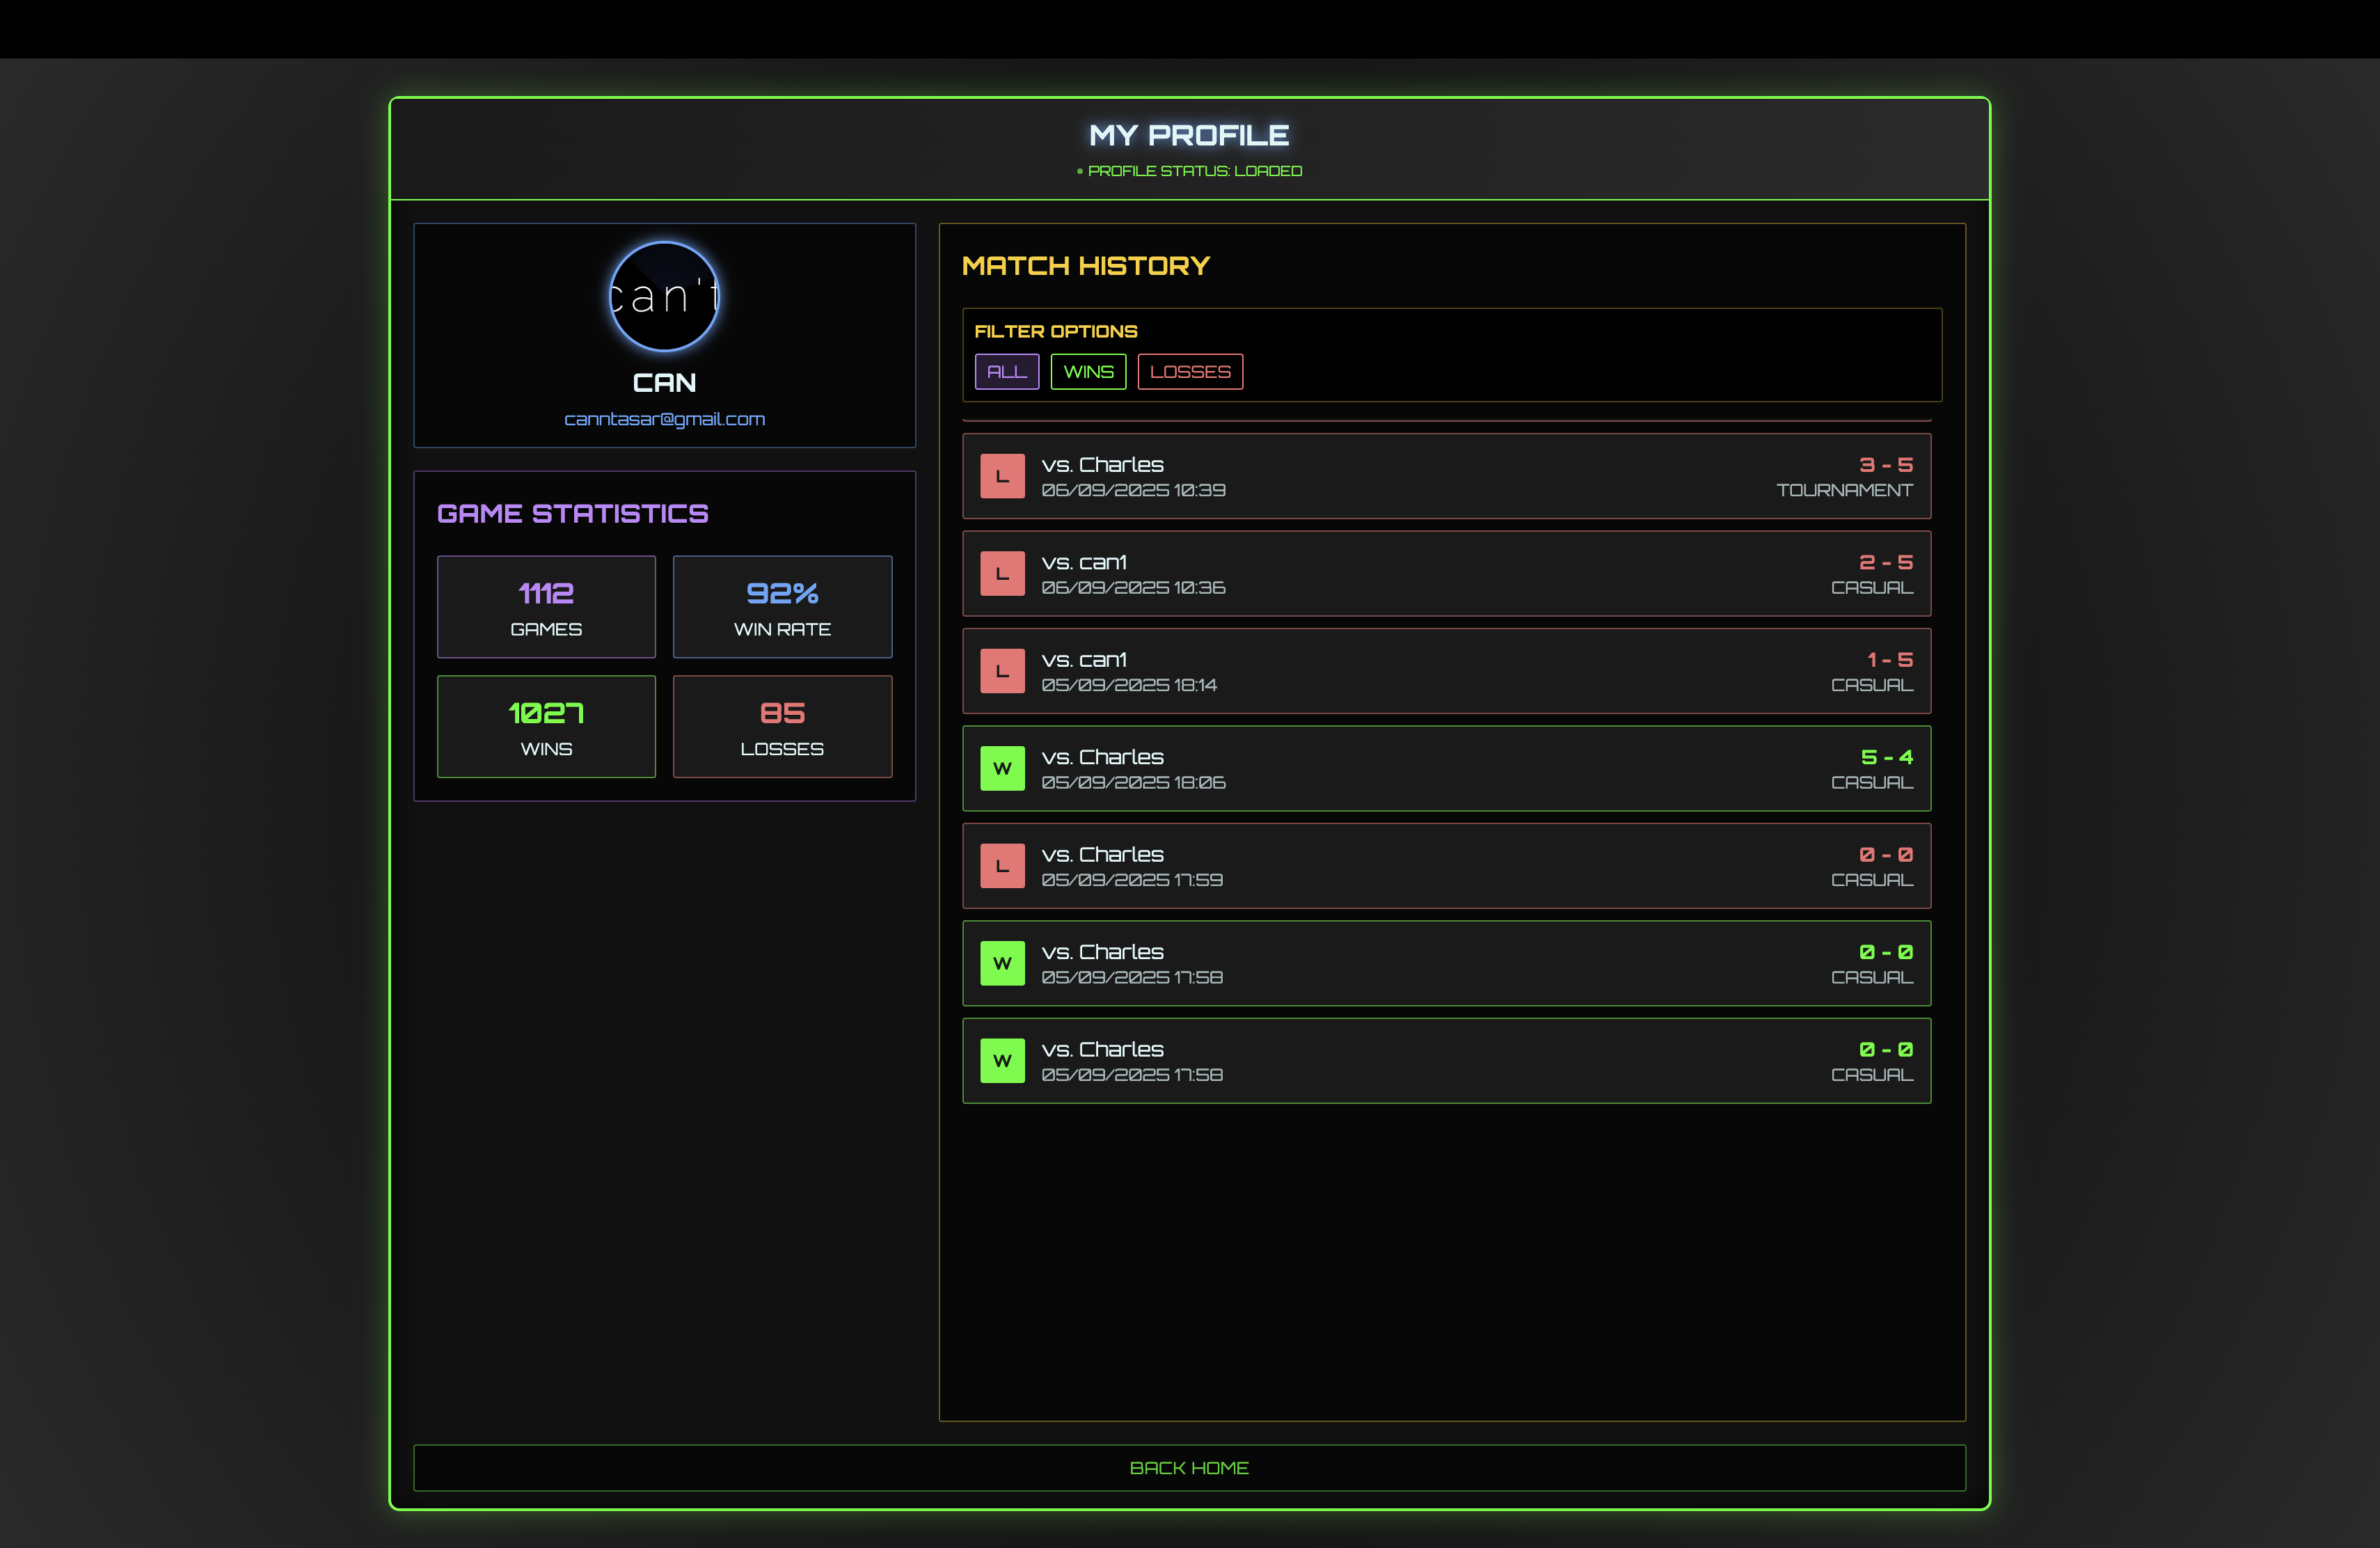 MY PROFILE
PROFILE STATUS: LOADED
can't
CAN
canntasar@gmail.com
GAME STATISTICS
1112
GAMES
92%
WIN RATE
1027
WINS
85
LOSSES
MATCH HISTORY
FILTER OPTIONS
ALL
WINS
LOSSES
L
vs. Charles
06/09/2025 10:39
3 - 5
TOURNAMENT
L
vs. can1
06/09/2025 10:36
2 - 5
CASUAL
L
vs. can1
05/09/2025 18:14
1 - 5
CASUAL
W
vs. Charles
05/09/2025 18:06
5 - 4
CASUAL
L
vs. Charles
05/09/2025 17:59
0 - 0
CASUAL
W
vs. Charles
05/09/2025 17:58
0 - 0
CASUAL
W
vs. Charles
05/09/2025 17:58
0 - 0
CASUAL
BACK HOME